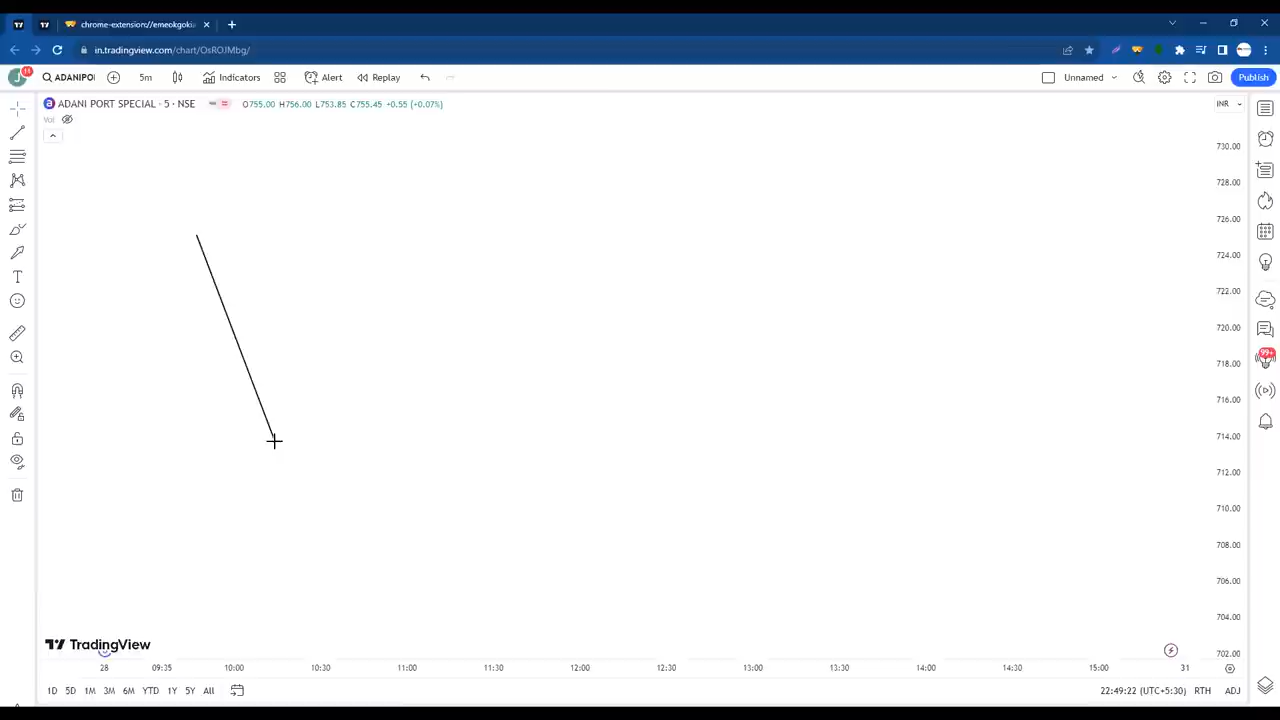 chrome-extension://emeokgokia
in.tradingview.com/chart/OsROJMbg/
11
ADANIPO
5m
Indicators
Alert
Replay
Unnamed
Publish
ADANI PORT SPECIAL · 5 · NSE
O755.00 H756.00 L753.85 C755.45 +0.55 (+0.07%)
INR
Vol
730.00
728.00
726.00
724.00
722.00
720.00
718.00
99+
716.00
714.00
712.00
710.00
708.00
706.00
704.00
702.00
TradingView
28 09:35 10:00 10:30 11:00 11:30 12:00 12:30 13:00 13:30 14:00 14:30 15:00 31
1D 5D 1M 3M 6M YTD 1Y 5Y All
22:49:22 (UTC+5:30) RTH ADJ